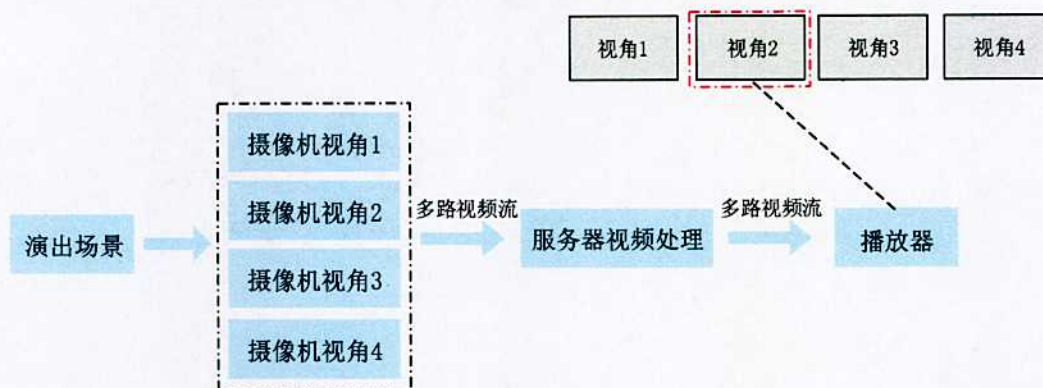 视角1
视角2
视角3
视角4
摄像机视角1
摄像机视角2
摄像机视角3
摄像机视角4
演出场景
多路视频流
服务器视频处理
多路视频流
播放器